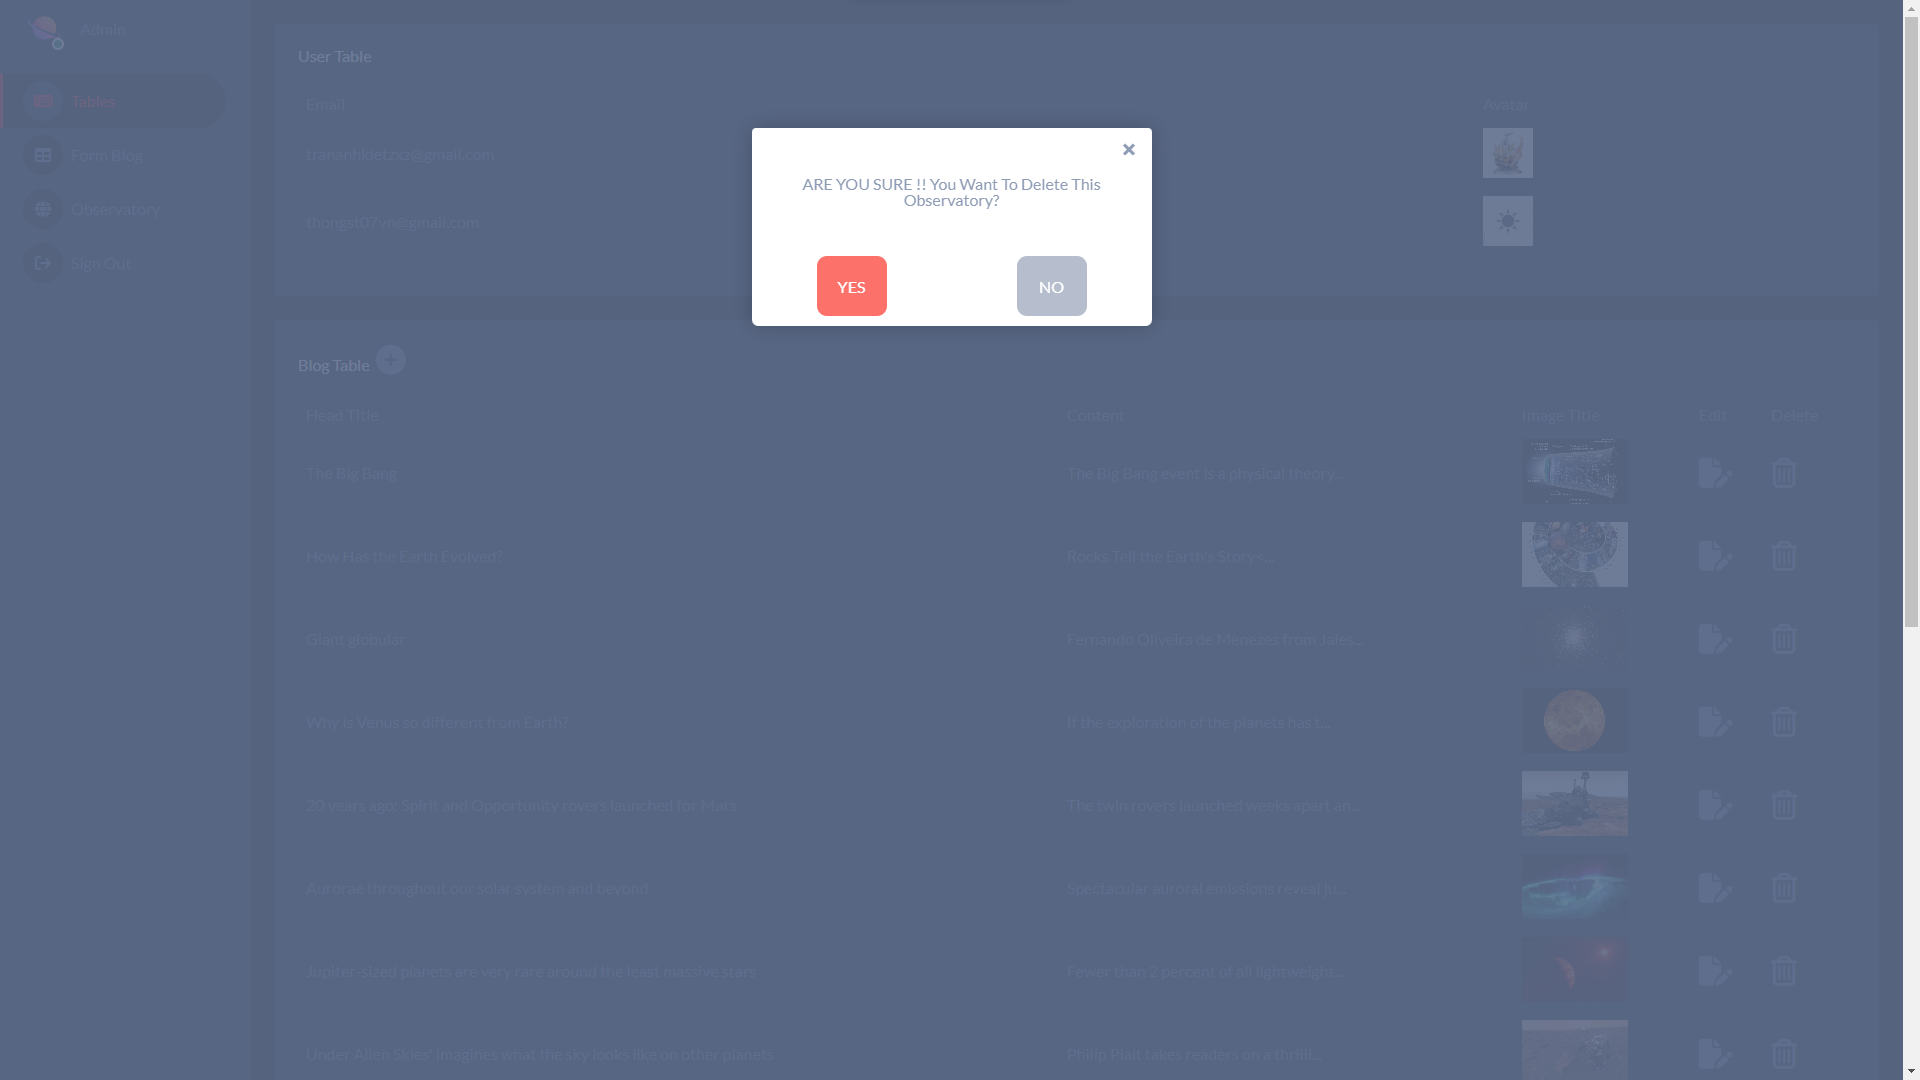 Admin
Tables
Form Blog
Observatory
Sign Out
User Table
Email
Avatar
trananhkietzxz@gmail.com
thongst07vn@gmail.com
ARE YOU SURE !! You Want To Delete This
Observatory?
YES
NO
Blog Table
Head Title
Content
Image Title
Edit
Delete
The Big Bang
The Big Bang event is a physical theory...
How Has the Earth Evolved?
Rocks Tell the Earth's Story<...
Giant globular
Fernando Oliveira de Menezes from Jales...
Why is Venus so different from Earth?
If the exploration of the planets has t...
20 years ago: Spirit and Opportunity rovers launched for Mars
The twin rovers launched weeks apart an...
Aurorae throughout our solar system and beyond
Spectacular auroral emissions reveal ju...
Jupiter-sized planets are very rare around the least massive stars
Fewer than 2 percent of all lightweight...
Under Alien Skies' imagines what the sky looks like on other planets
Philip Plait takes readers on a thrilli...